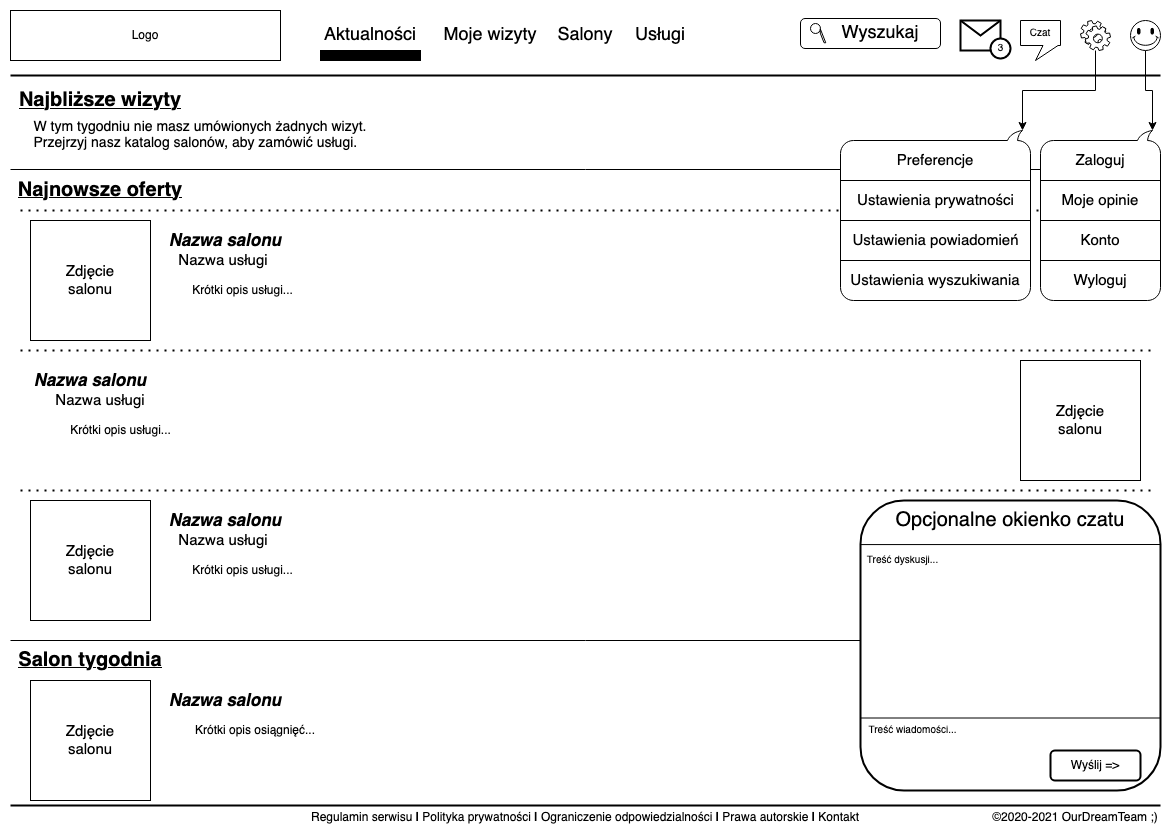 Logo
Aktualności
Moje wizyty
Salony
Usługi
Wyszukaj
3
Czat
Najbliższe wizyty
W tym tygodniu nie masz umówionych żadnych wizyt.
Przejrzyj nasz katalog salonów, aby zamówić usługi.
Preferencje
Ustawienia prywatności
Ustawienia powiadomień
Ustawienia wyszukiwania
Zaloguj
Moje opinie
Konto
Wyloguj
Najnowsze oferty
Zdjęcie
salonu
Nazwa salonu
Nazwa usługi
Krótki opis usługi...
Nazwa salonu
Nazwa usługi
Krótki opis usługi...
Zdjęcie
salonu
Zdjęcie
salonu
Nazwa salonu
Nazwa usługi
Krótki opis usługi...
Opcjonalne okienko czatu
Treść dyskusji...
Treść wiadomości...
Wyślij =>
Salon tygodnia
Zdjęcie
salonu
Nazwa salonu
Krótki opis osiągnięć...
Regulamin serwisu I Polityka prywatności I Ograniczenie odpowiedzialności I Prawa autorskie I Kontakt
©2020-2021 OurDreamTeam ;)